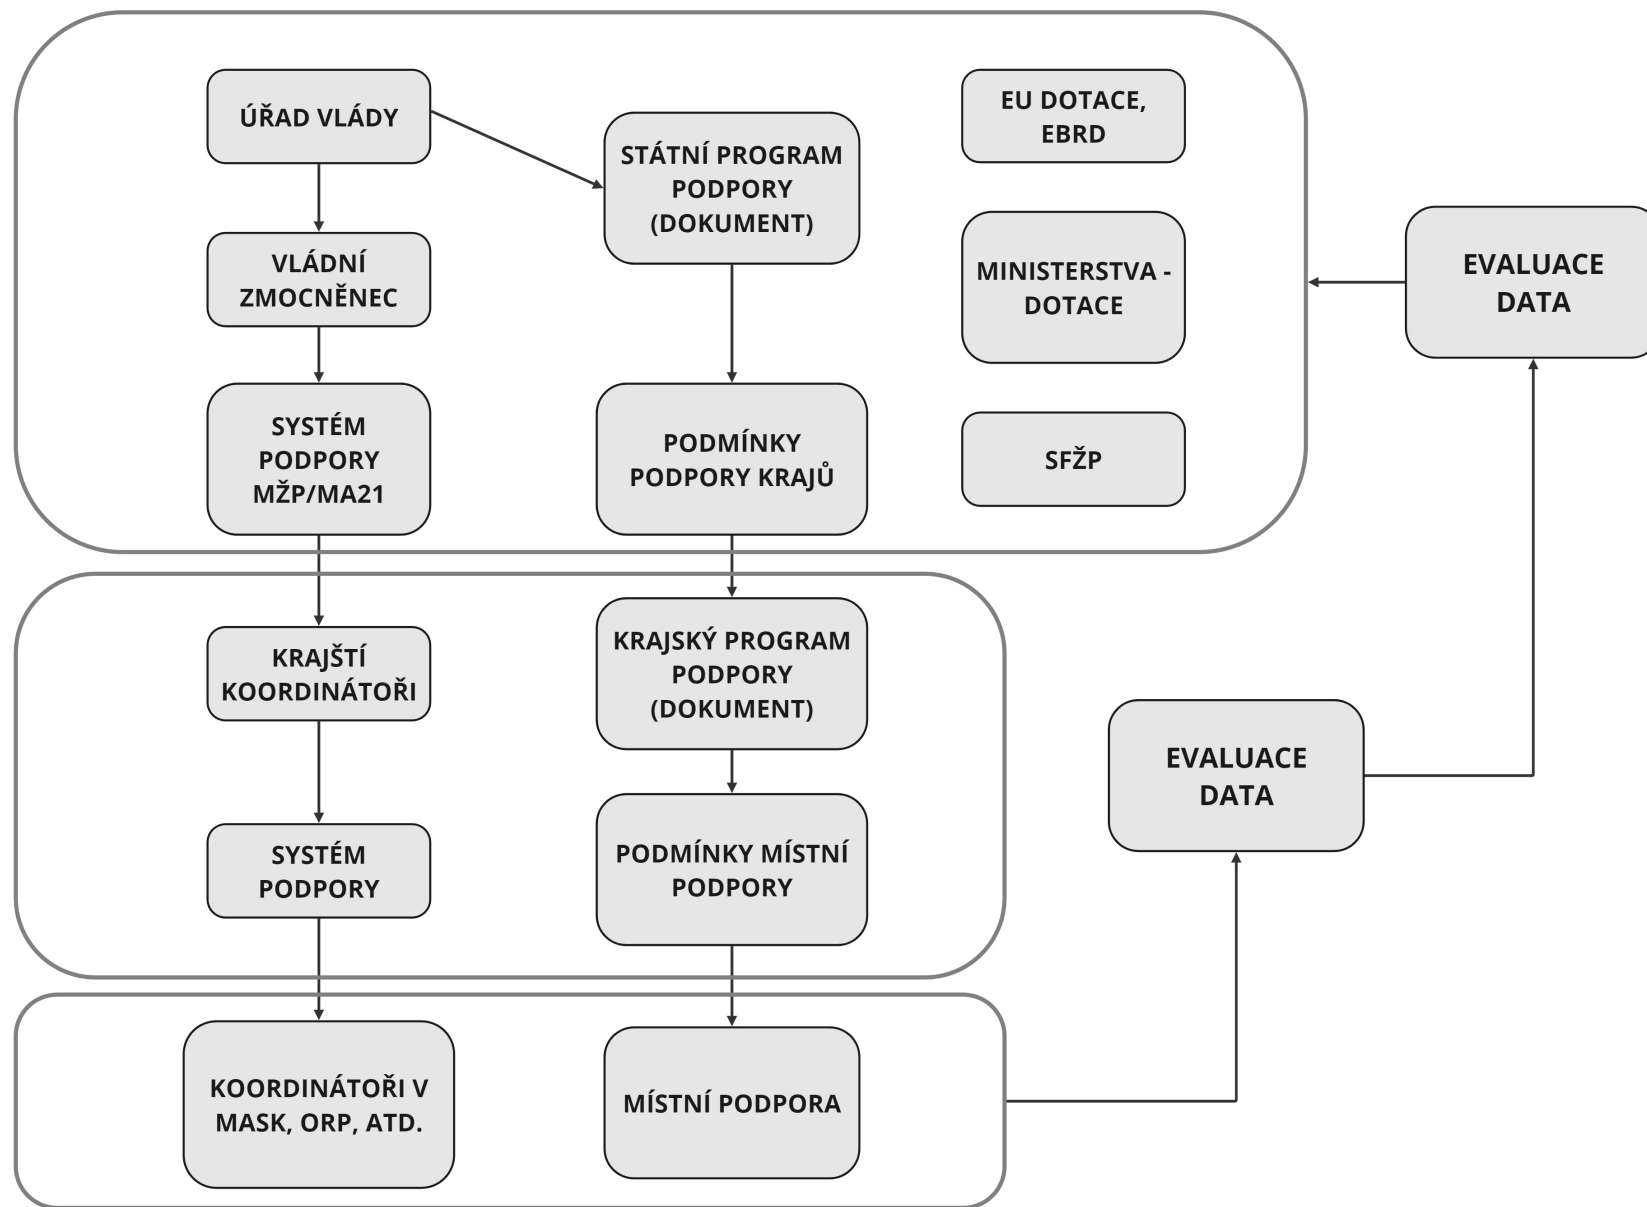 ÚŘAD VLÁDY
EU DOTACE,
EBRD
STÁTNÍ PROGRAM
PODPORY
(DOKUMENT)
VLÁDNÍ
ZMOCNĚNEC
MINISTERSTVA -
DOTACE
EVALUACE
DATA
SYSTÉM
PODPORY
MŽP/MA21
PODMÍNKY
PODPORY KRAJŮ
SFŽP
KRAJŠTÍ
KOORDINÁTOŘI
KRAJSKÝ PROGRAM
PODPORY
(DOKUMENT)
EVALUACE
DATA
SYSTÉM
PODPORY
PODMÍNKY MÍSTNÍ
PODPORY
KOORDINÁTOŘI V
MASK, ORP, ATD.
MÍSTNÍ PODPORA